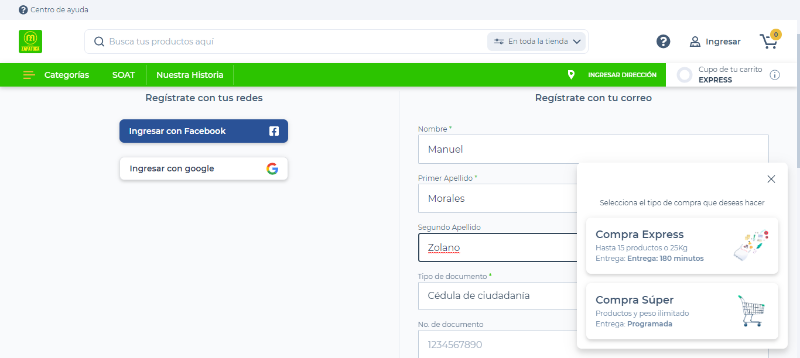 Centro de ayuda
Busca tus productos aquí
En toda la tienda
Ingresar
0
Categorías
SOAT
Nuestra Historia
INGRESAR DIRECCIÓN
Cupo de tu carrito
EXPRESS
Regístrate con tus redes
Ingresar con Facebook
Ingresar con google
Regístrate con tu correo
Nombre *
Manuel
Primer Apellido *
Morales
Segundo Apellido
Zolano
Tipo de documento *
Cédula de ciudadanía
No. de documento
1234567890
Selecciona el tipo de compra que deseas hacer
Compra Express
Hasta 15 productos o 25Kg
Entrega: Entrega: 180 minutos
Compra Súper
Productos y peso ilimitado
Entrega: Programada